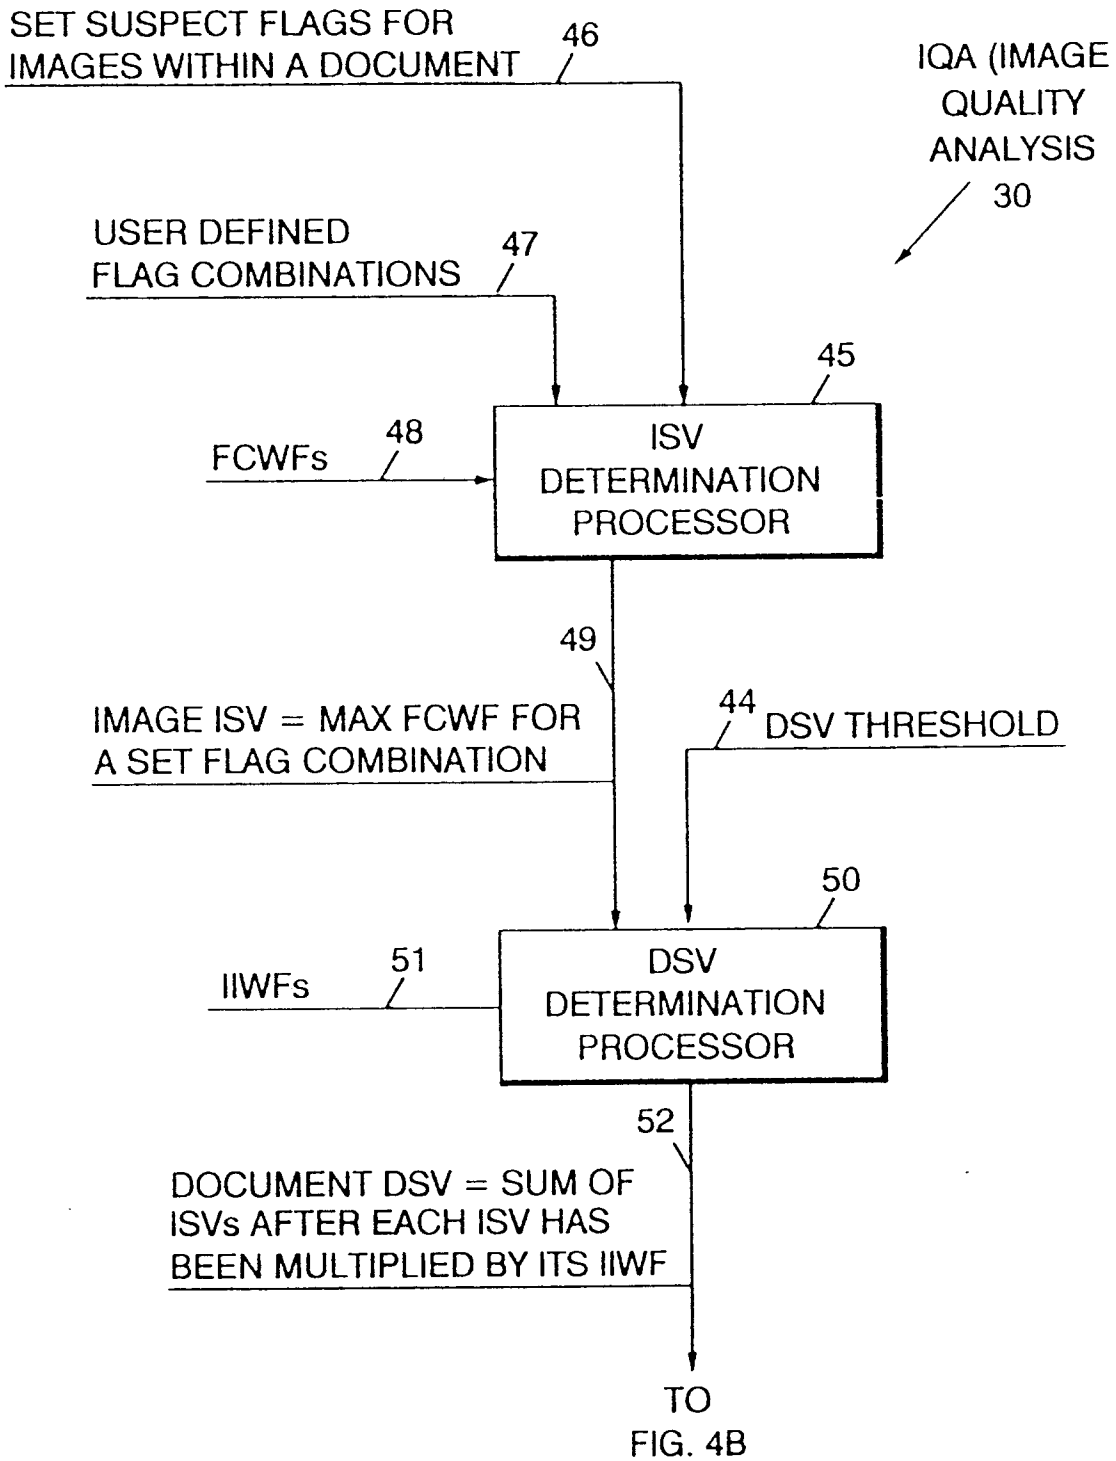 SET SUSPECT FLAGS FOR
IMAGES WITHIN A DOCUMENT
46
IQA (IMAGE
QUALITY
ANALYSIS
30
USER DEFINED
FLAG COMBINATIONS
47
45
FCWFs
48
ISV
DETERMINATION
PROCESSOR
49
IMAGE ISV = MAX FCWF FOR
A SET FLAG COMBINATION
44
DSV THRESHOLD
50
IIWFs
51
DSV
DETERMINATION
PROCESSOR
52
DOCUMENT DSV = SUM OF
ISVs AFTER EACH ISV HAS
BEEN MULTIPLIED BY ITS IIWF
TO
FIG. 4B